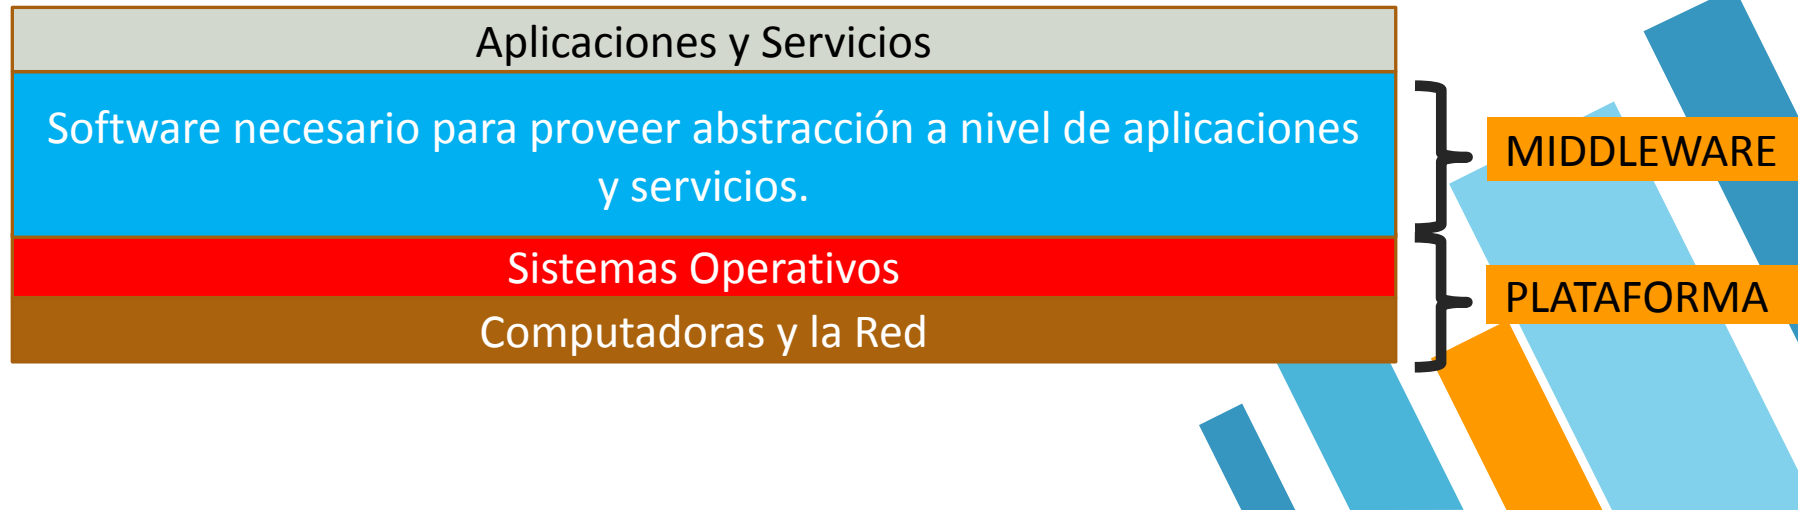 Aplicaciones y Servicios
Software necesario para proveer abstracción a nivel de aplicaciones
y servicios.
MIDDLEWARE
Sistemas Operativos
PLATAFORMA
Computadoras y la Red